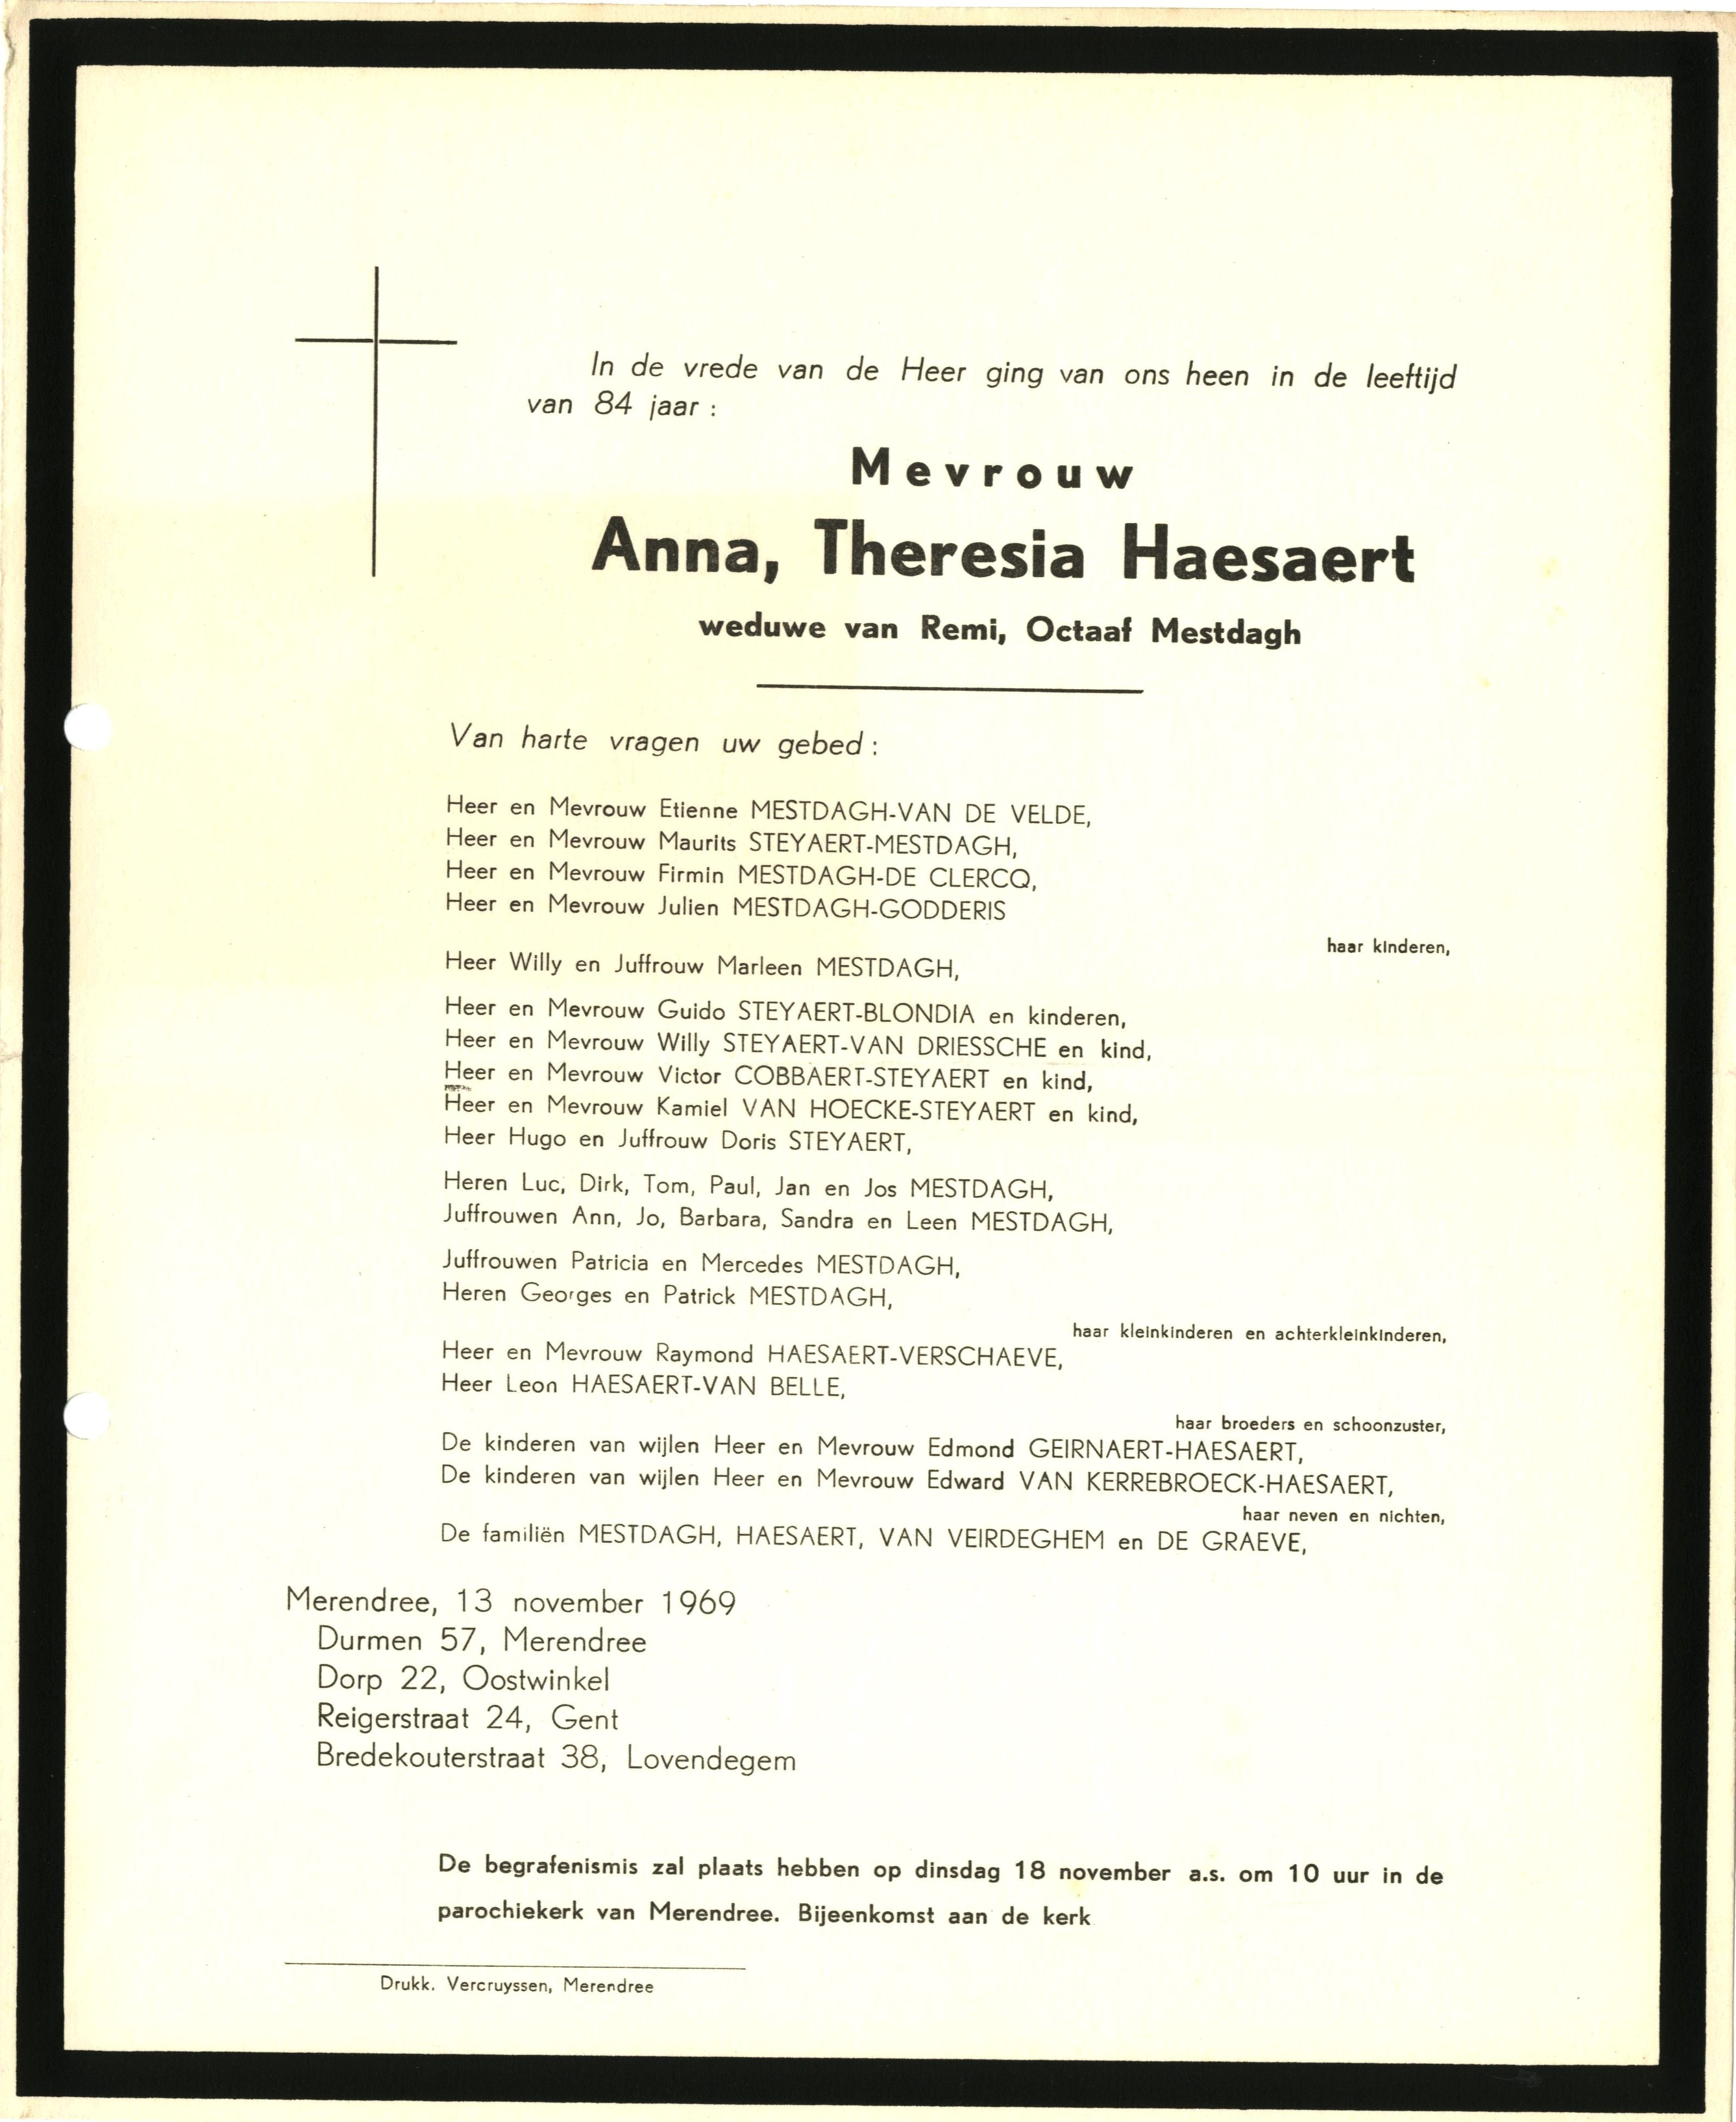 In de vrede van de Heer ging van ons heen in de leeftijd
van 84 jaar :
Mevrouw
Anna, Theresia Haesaert
weduwe van Remi, Octaaf Mestdagh
Van harte vragen uw gebed :
Heer en Mevrouw Etienne MESTDAGH-VAN DE VELDE,
Heer en Mevrouw Maurits STEYAERT-MESTDAGH,
Heer en Mevrouw Firmin MESTDAGH-DE CLERCQ,
Heer en Mevrouw Julien MESTDAGH-GODDERIS
haar kinderen,
Heer Willy en Juffrouw Marleen MESTDAGH,
Heer en Mevrouw Guido STEYAERT-BLONDIA en kinderen,
Heer en Mevrouw Willy STEYAERT-VAN DRIESSCHE en kind,
Heer en Mevrouw Victor COBBAERT-STEYAERT en kind,
Heer en Mevrouw Kamiel VAN HOECKE-STEYAERT en kind,
Heer Hugo en Juffrouw Doris STEYAERT,
Heren Luc, Dirk, Tom, Paul, Jan en Jos MESTDAGH,
Juffrouwen Ann, Jo, Barbara, Sandra en Leen MESTDAGH,
Juffrouwen Patricia en Mercedes MESTDAGH,
Heren Georges en Patrick MESTDAGH,
haar kleinkinderen en achterkleinkinderen,
Heer en Mevrouw Raymond HAESAERT-VERSCHAEVE,
Heer Leon HAESAERT-VAN BELLE,
haar broeders en schoonzuster,
De kinderen van wijlen Heer en Mevrouw Edmond GEIRNAERT-HAESAERT,
De kinderen van wijlen Heer en Mevrouw Edward VAN KERREBROECK-HAESAERT,
haar neven en nichten,
De familiën MESTDAGH, HAESAERT, VAN VEIRDEGHEM en DE GRAEVE,
Merendree, 13 november 1969
Durmen 57, Merendree
Dorp 22, Oostwinkel
Reigerstraat 24, Gent
Bredekouterstraat 38, Lovendegem
De begrafenismis zal plaats hebben op dinsdag 18 november a.s. om 10 uur in de
parochiekerk van Merendree. Bijeenkomst aan de kerk
Drukk. Vercruyssen, Merendree